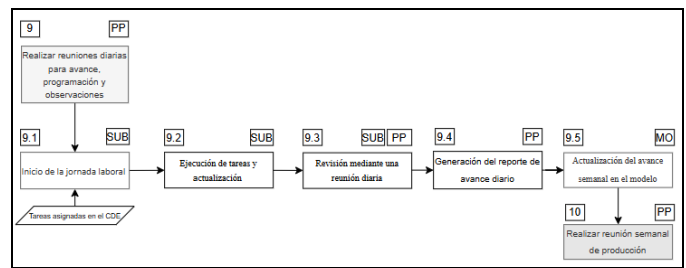 9 PP
Realizar reuniones diarias
para avance,
programación y
observaciones
9.1 SUB
Inicio de la jornada laboral
Tareas asignadas en el CDE
9.2 SUB
Ejecución de tareas y
actualización
9.3 SUB PP
Revisión mediante una
reunión diaria
9.4 PP
Generación del reporte de
avance diario
9.5 MO
Actualización del avance
semanal en el modelo
10 PP
Realizar reunión semanal
de producción